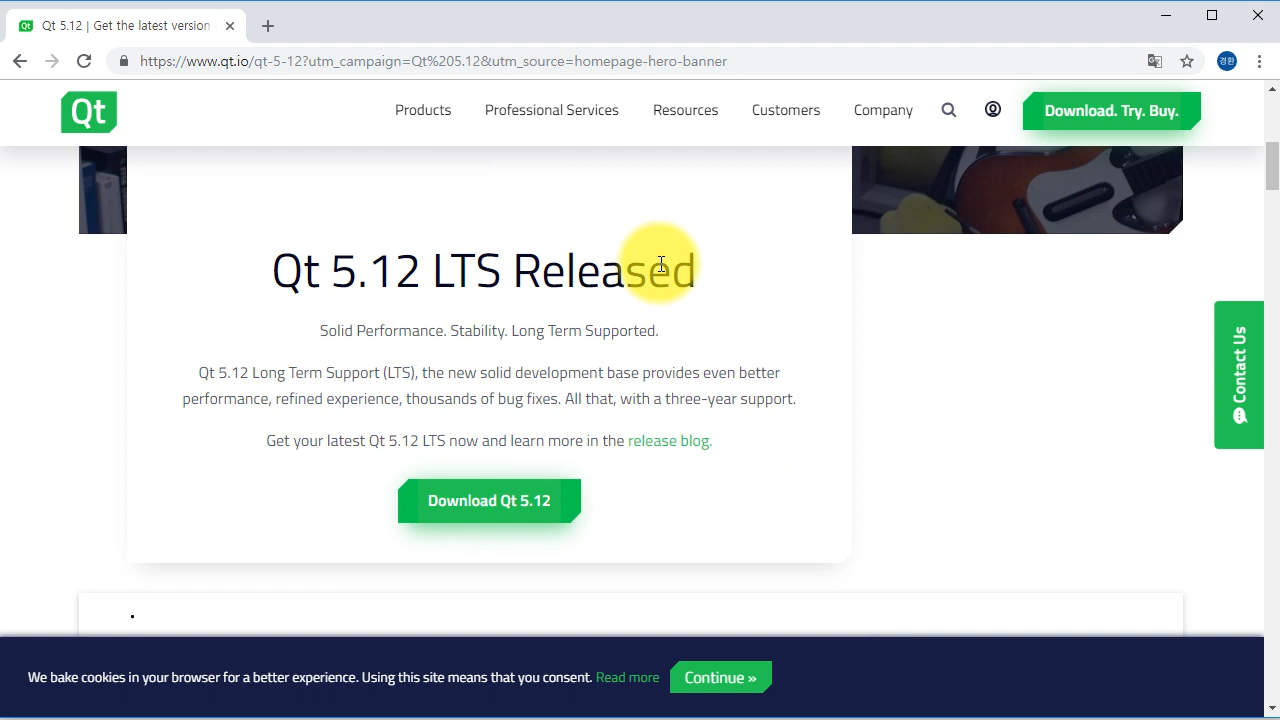 Qt 5.12 | Get the latest version
https://www.qt.io/qt-5-12?utm_campaign=Qt%205.12&utm_source=homepage-hero-banner
경환
Qt
Products
Professional Services
Resources
Customers
Company
Download. Try. Buy.
Qt 5.12 LTS Released
Solid Performance. Stability. Long Term Supported.
Qt 5.12 Long Term Support (LTS), the new solid development base provides even better
performance, refined experience, thousands of bug fixes. All that, with a three-year support.
Get your latest Qt 5.12 LTS now and learn more in the release blog.
Download Qt 5.12
Contact Us
We bake cookies in your browser for a better experience. Using this site means that you consent. Read more
Continue »